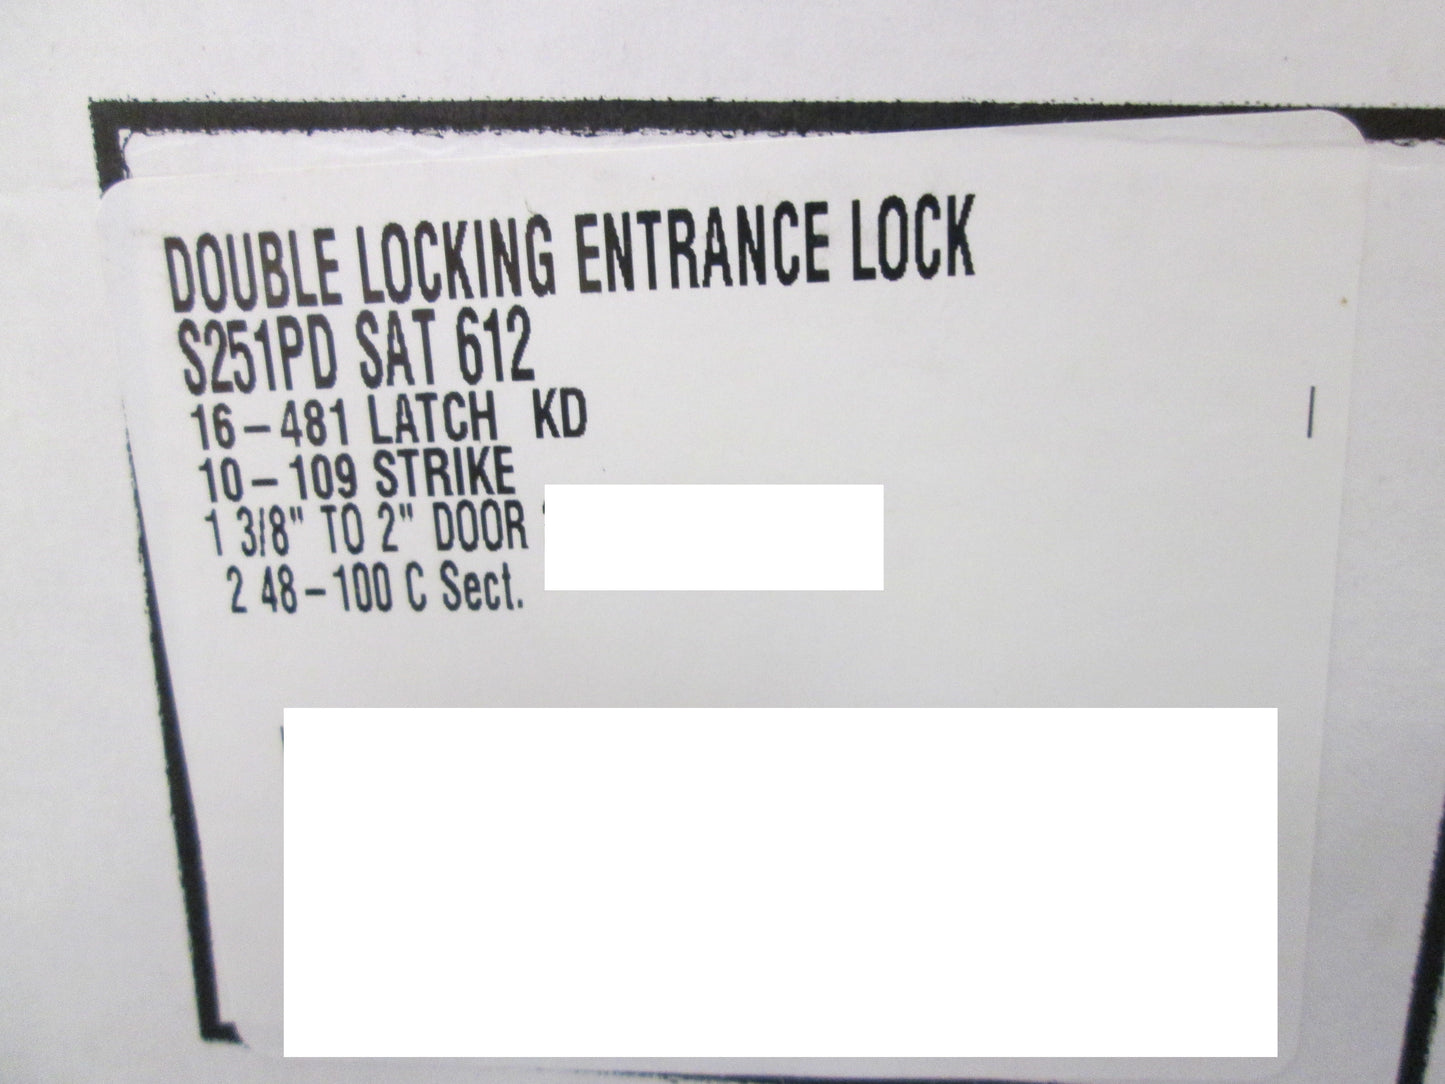 DOUBLE LOCKING ENTRANCE LOCK
S251PD SAT 612
16-481 LATCH KD
10-109 STRIKE
1 3/8" TO 2" DOOR
2 48-100 C Sect.